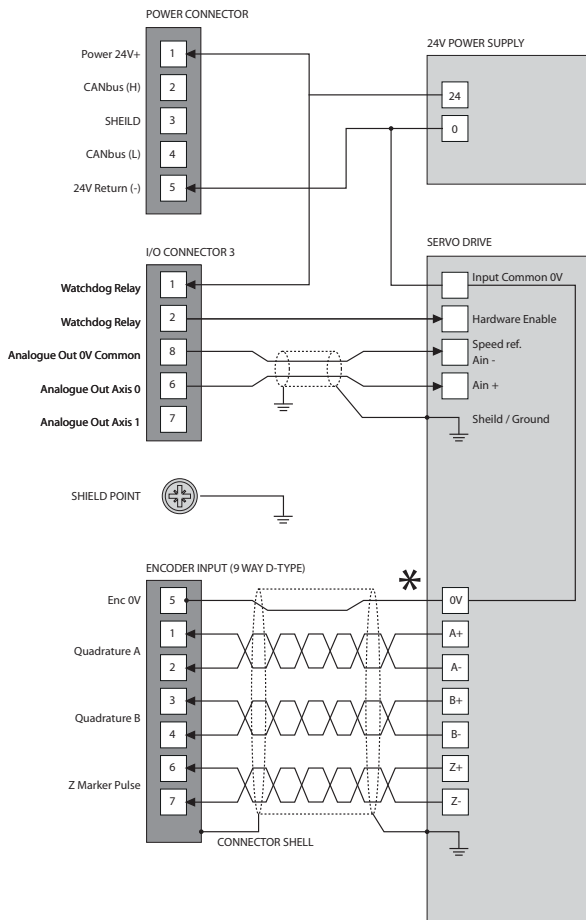 POWER CONNECTOR
Power 24V+ 1
CANbus (H) 2
SHEILD 3
CANbus (L) 4
24V Return (-) 5
24V POWER SUPPLY
24
0
I/O CONNECTOR 3
Watchdog Relay 1
Watchdog Relay 2
Analogue Out 0V Common 8
Analogue Out Axis 0 6
Analogue Out Axis 1 7
SERVO DRIVE
Input Common 0V
Hardware Enable
Speed ref.
Ain -
Ain +
Sheild / Ground
SHIELD POINT
ENCODER INPUT (9 WAY D-TYPE)
Enc 0V 5
Quadrature A
1
2
Quadrature B
3
4
Z Marker Pulse
6
7
CONNECTOR SHELL
*
0V
A+
A-
B+
B-
Z+
Z-